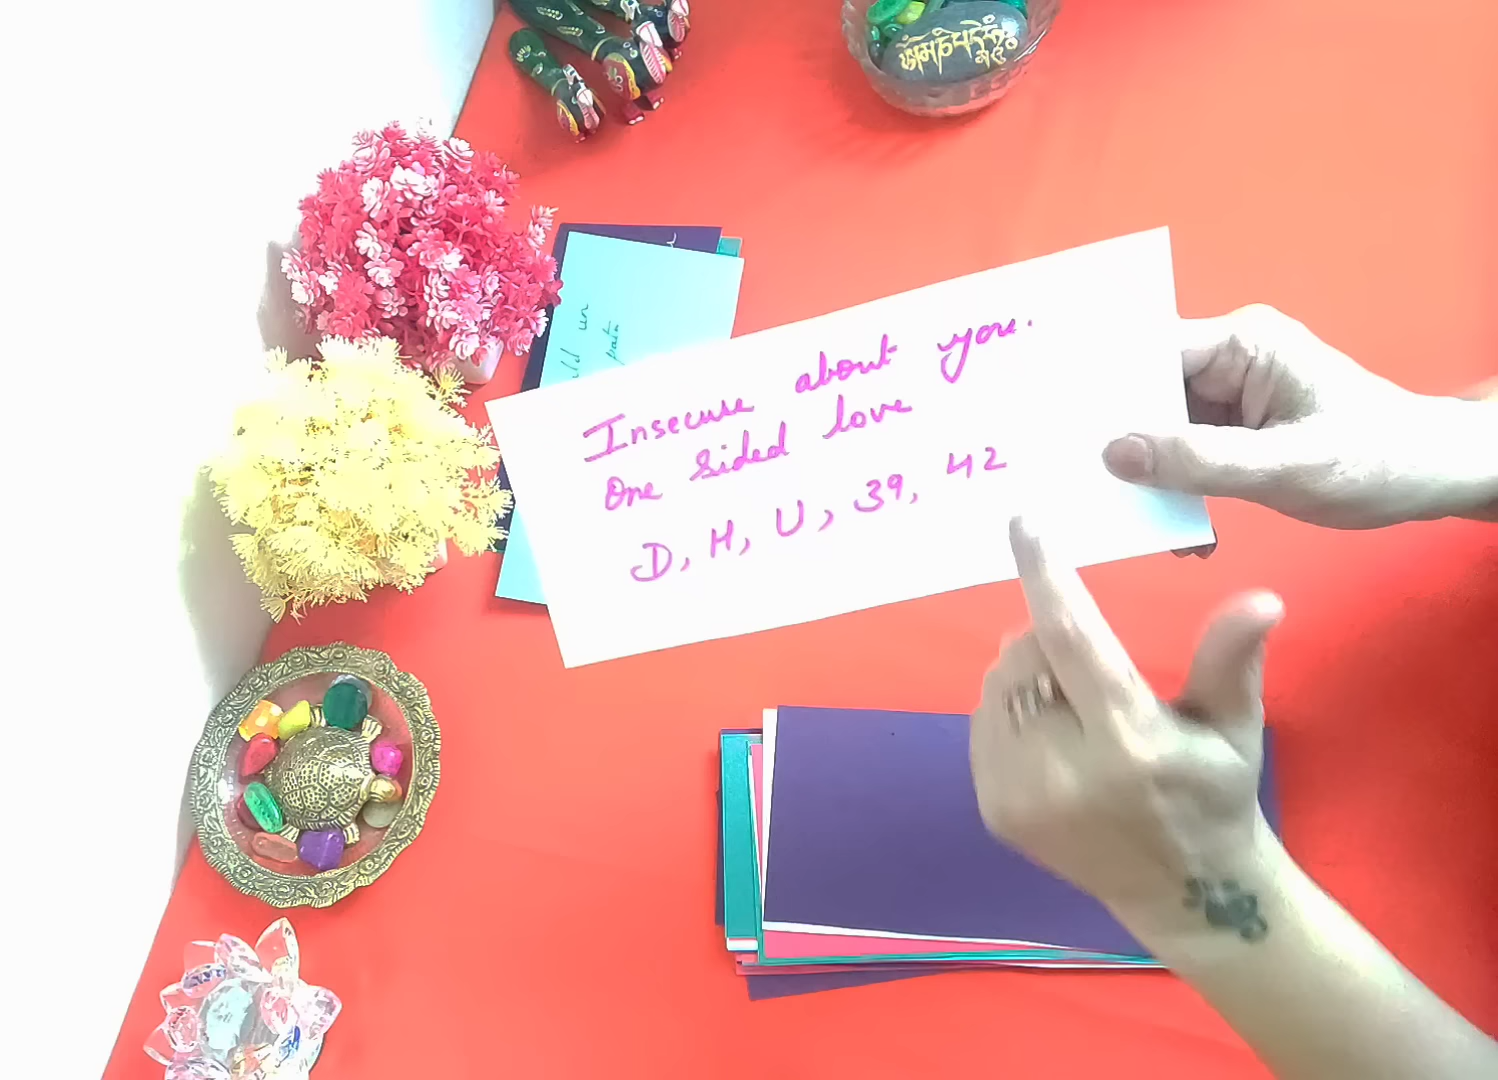 Insecure about you.
One sided love
D, H, U, 39, 42